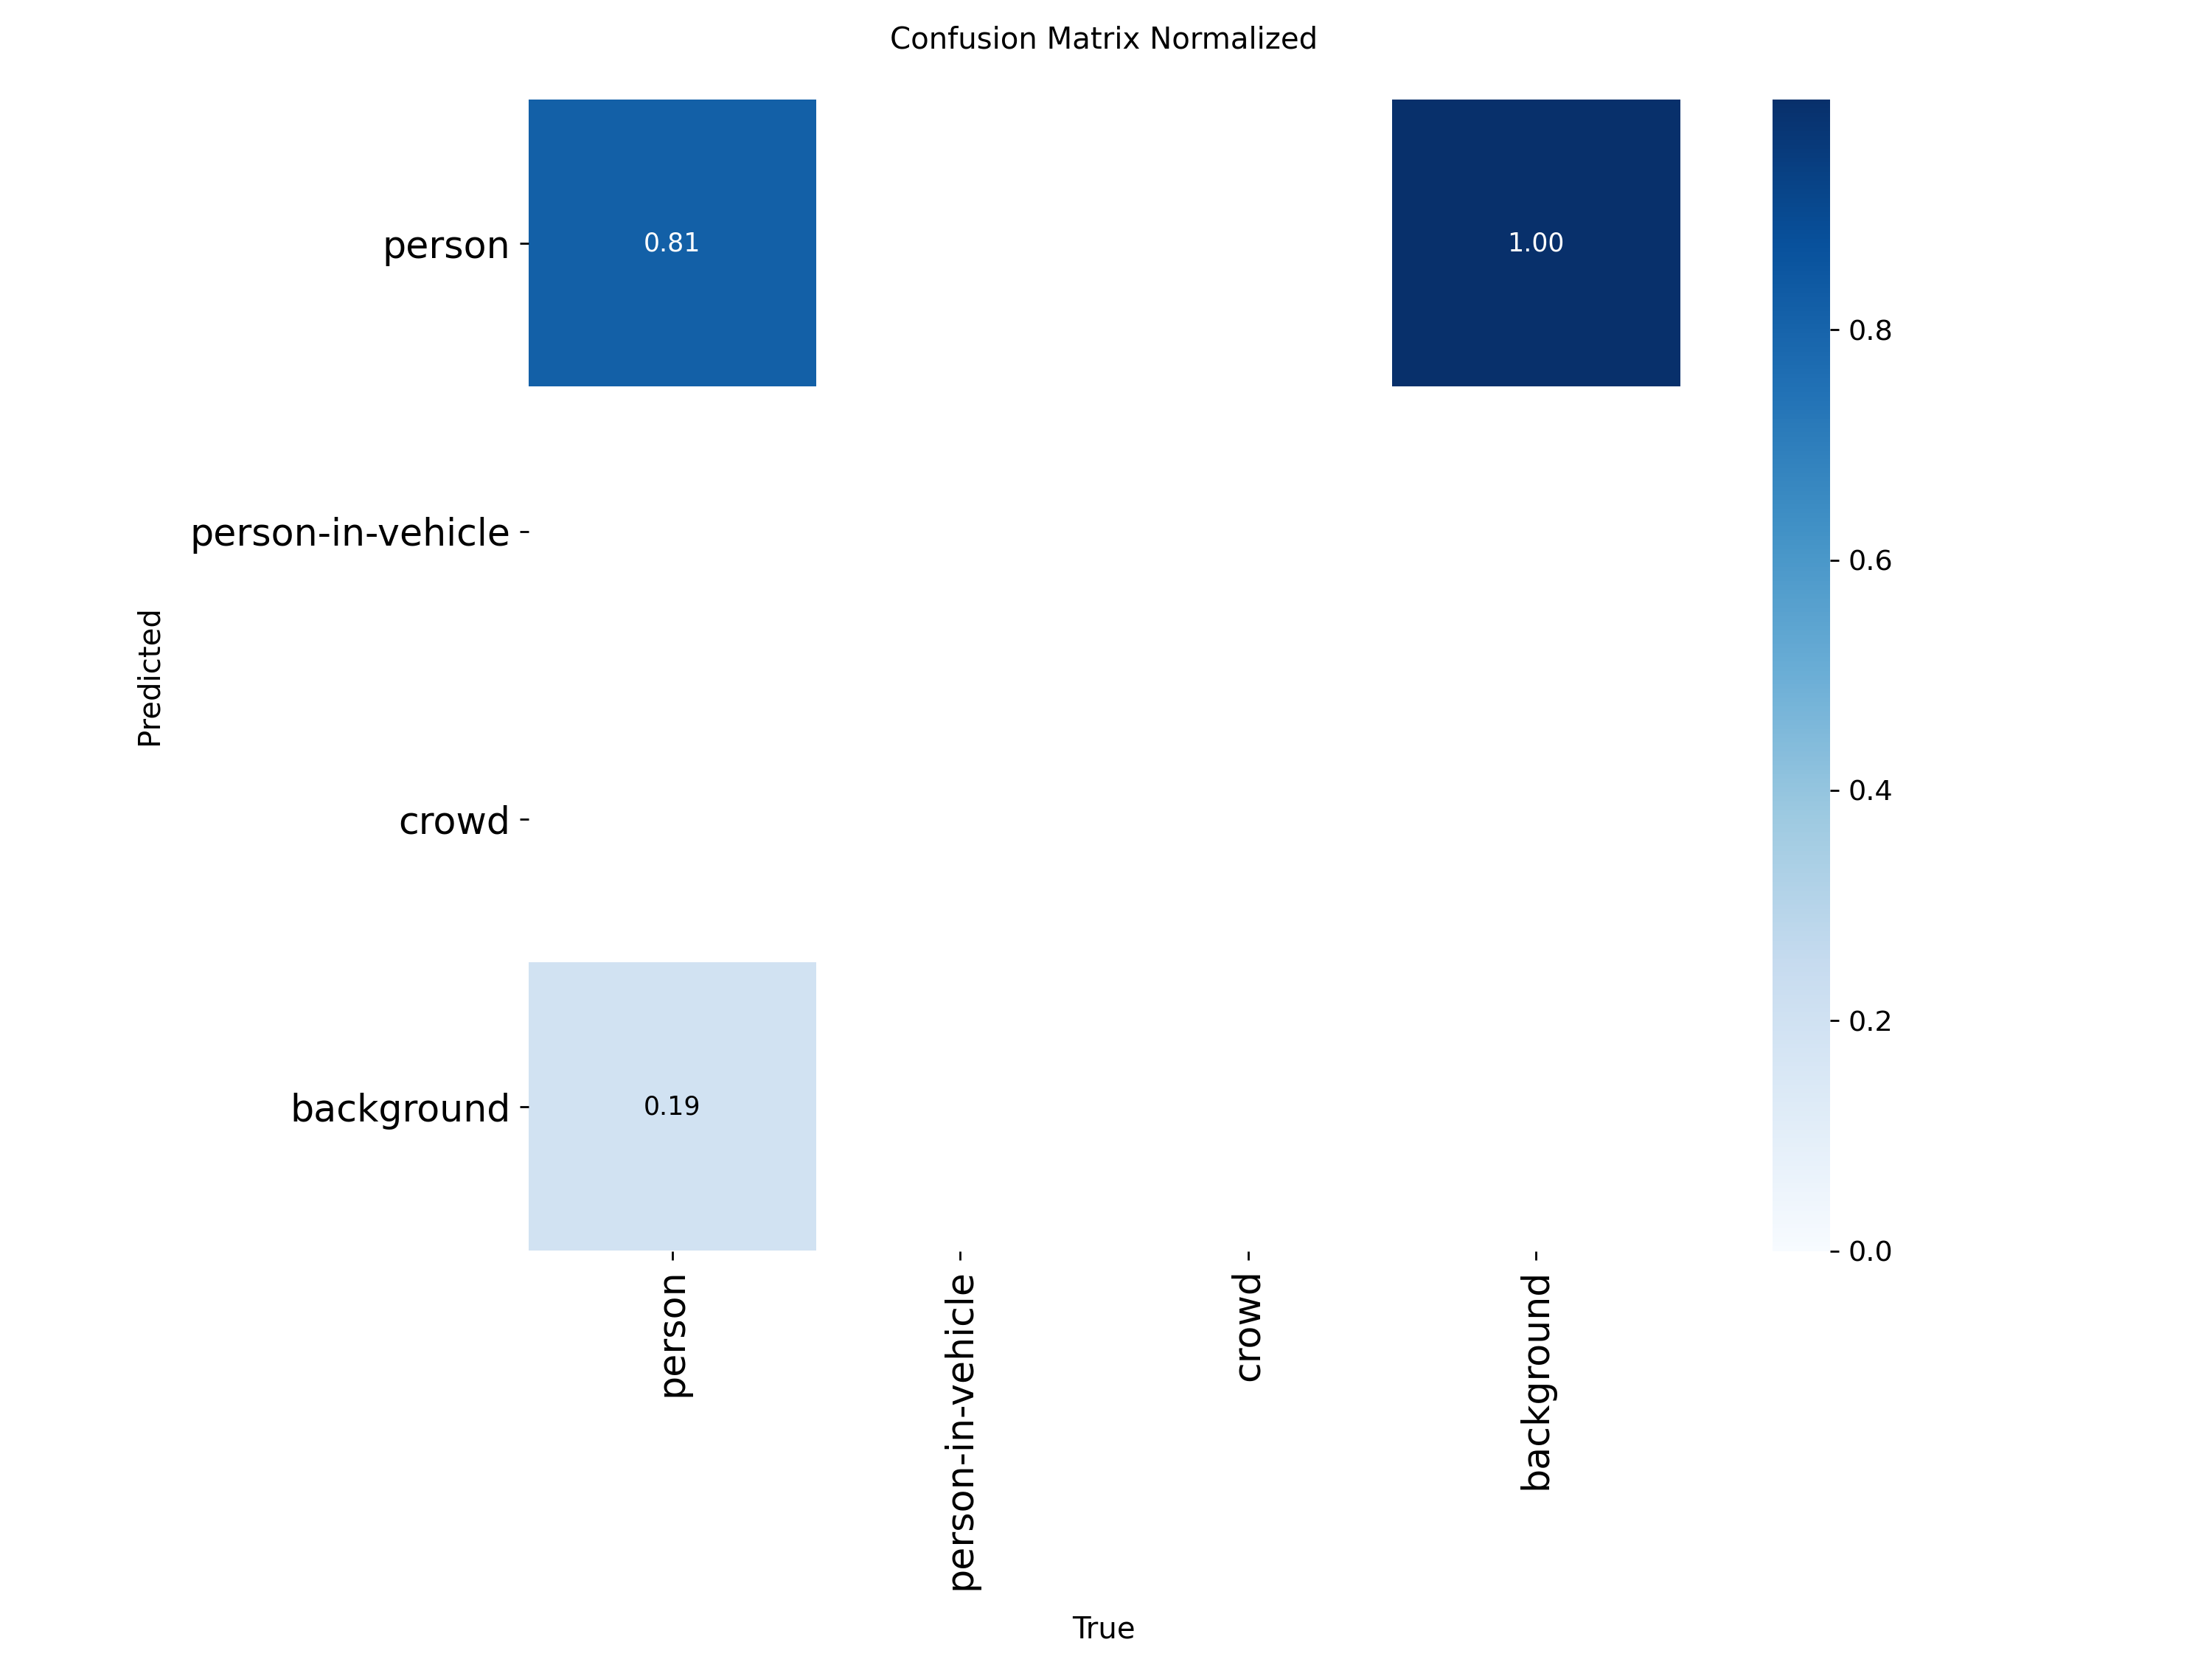 Confusion Matrix Normalized
person
0.81
1.00
person-in-vehicle
crowd
background
0.19
Predicted
person
person-in-vehicle
crowd
background
True
0.8
0.6
0.4
0.2
0.0